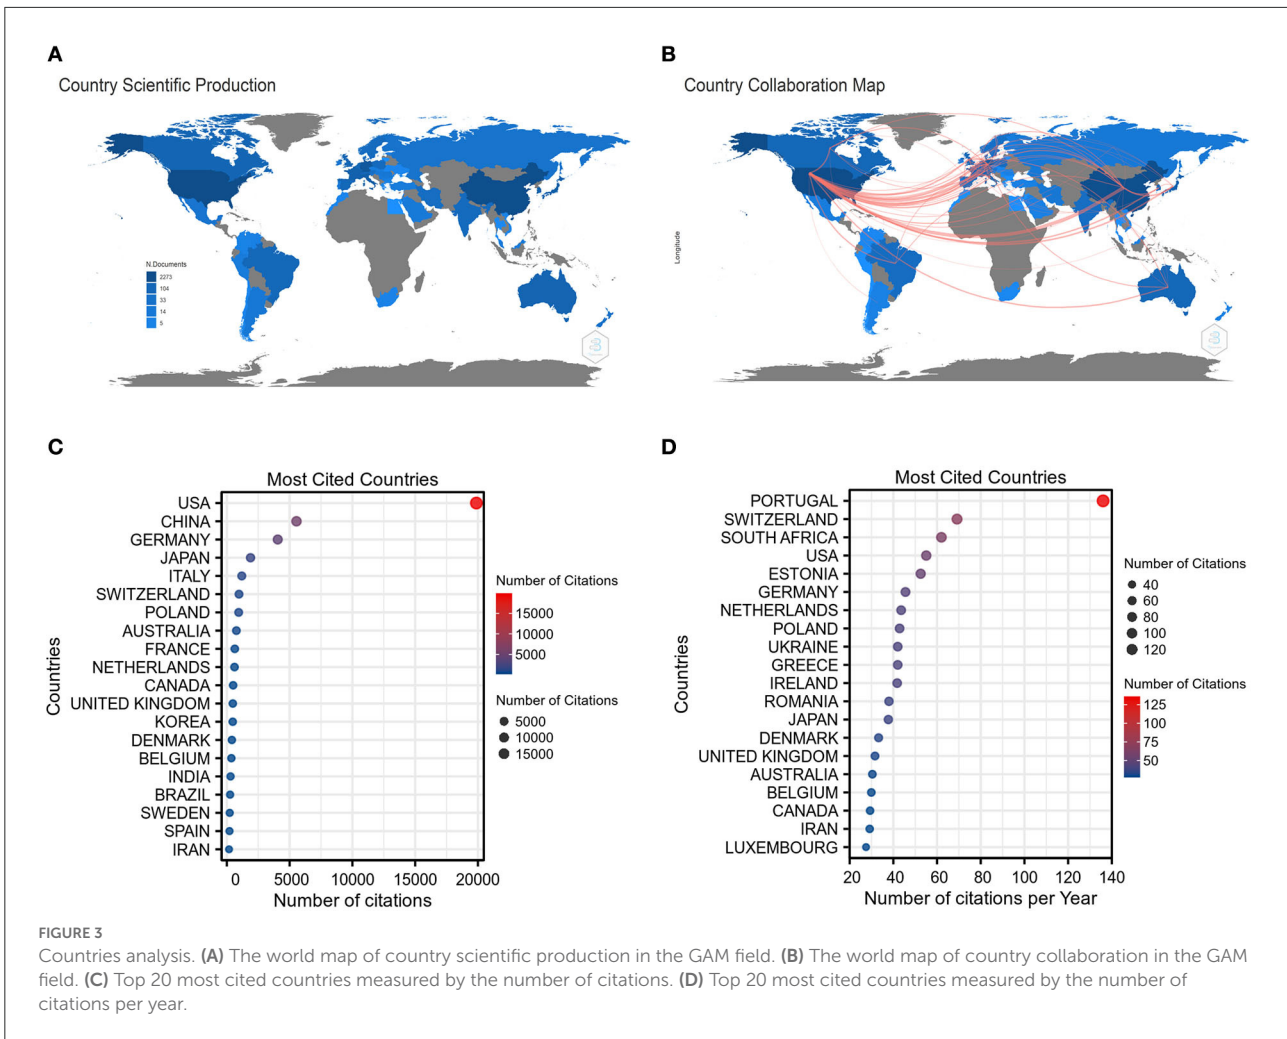 A
Country Scientific Production
N.Documents
2273
104
33
14
5
B
Country Collaboration Map
Longitude
C
Most Cited Countries
USA
CHINA
GERMANY
JAPAN
ITALY
SWITZERLAND
POLAND
AUSTRALIA
FRANCE
NETHERLANDS
CANADA
UNITED KINGDOM
KOREA
DENMARK
BELGIUM
INDIA
BRAZIL
SWEDEN
SPAIN
IRAN
Countries
0 5000 10000 15000 20000
Number of citations
Number of Citations
15000
10000
5000
Number of Citations
5000
10000
15000
D
Most Cited Countries
PORTUGAL
SWITZERLAND
SOUTH AFRICA
USA
ESTONIA
GERMANY
NETHERLANDS
POLAND
UKRAINE
GREECE
IRELAND
ROMANIA
JAPAN
DENMARK
UNITED KINGDOM
AUSTRALIA
BELGIUM
CANADA
IRAN
LUXEMBOURG
Countries
20 40 60 80 100 120 140
Number of citations per Year
Number of Citations
40
60
80
100
120
Number of Citations
125
100
75
50
FIGURE 3
Countries analysis. (A) The world map of country scientific production in the GAM field. (B) The world map of country collaboration in the GAM
field. (C) Top 20 most cited countries measured by the number of citations. (D) Top 20 most cited countries measured by the number of
citations per year.